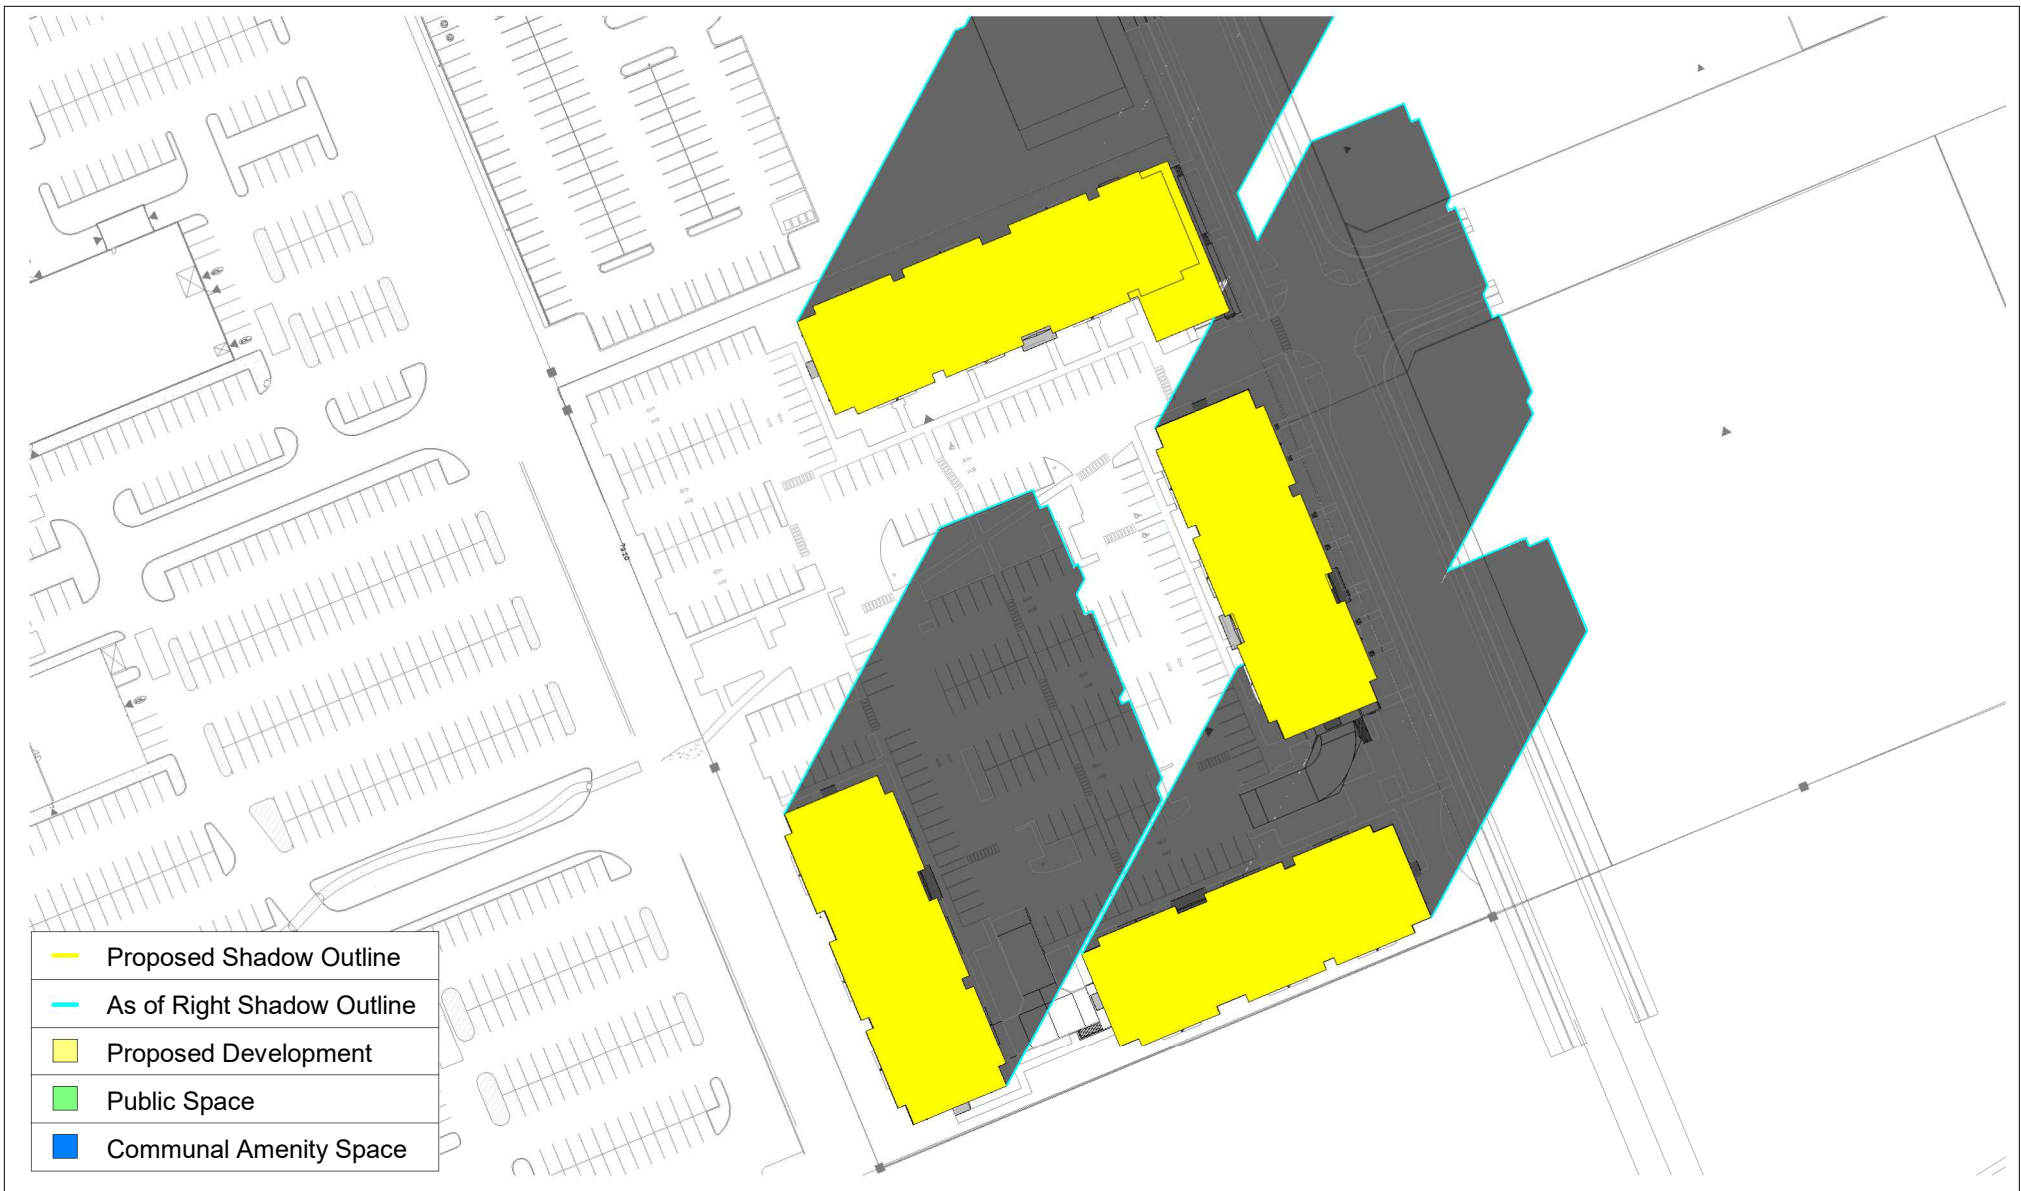 Proposed Shadow Outline
As of Right Shadow Outline
Proposed Development
Public Space
Communal Amenity Space